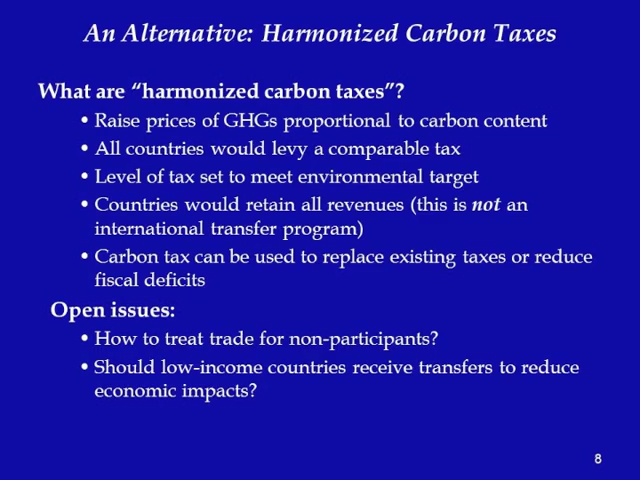 An Alternative: Harmonized Carbon Taxes
What are “harmonized carbon taxes”?
• Raise prices of GHGs proportional to carbon content
• All countries would levy a comparable tax
• Level of tax set to meet environmental target
• Countries would retain all revenues (this is not an
international transfer program)
• Carbon tax can be used to replace existing taxes or reduce
fiscal deficits
Open issues:
• How to treat trade for non-participants?
• Should low-income countries receive transfers to reduce
economic impacts?
8